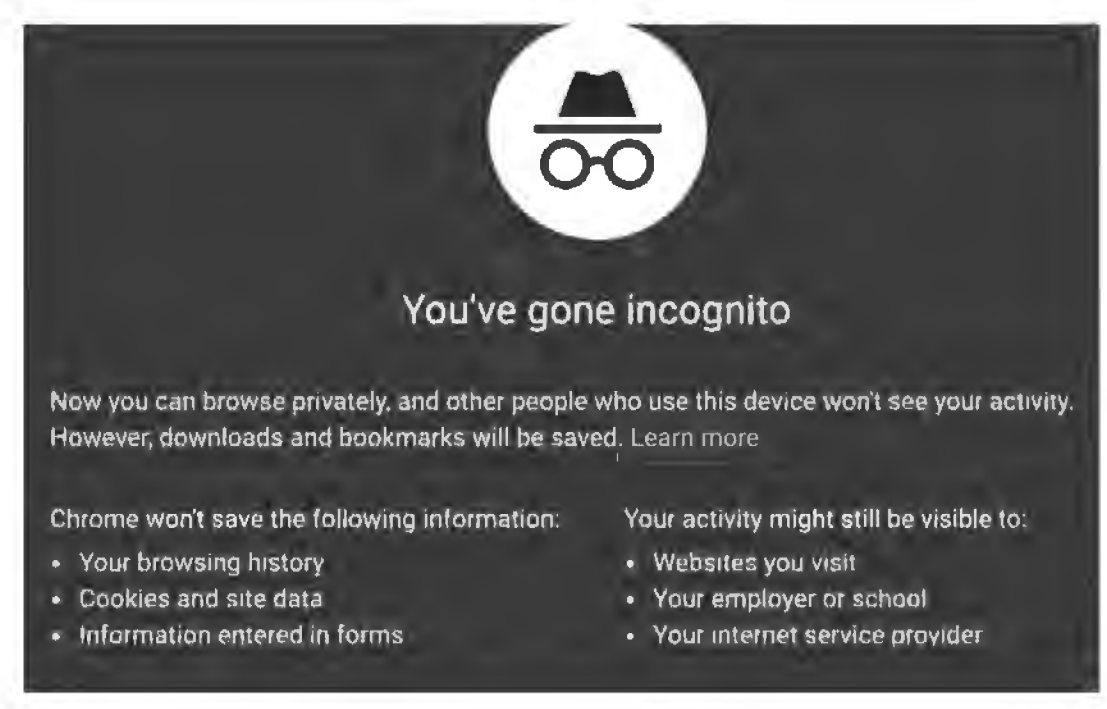 You've gone incognito
Now you can browse privately, and other people who use this device won't see your activity.
However, downloads and bookmarks will be saved. Learn more
Chrome won't save the following information:
• Your browsing history
• Cookies and site data
• Information entered in forms
Your activity might still be visible to:
• Websites you visit
• Your employer or school
• Your internet service provider